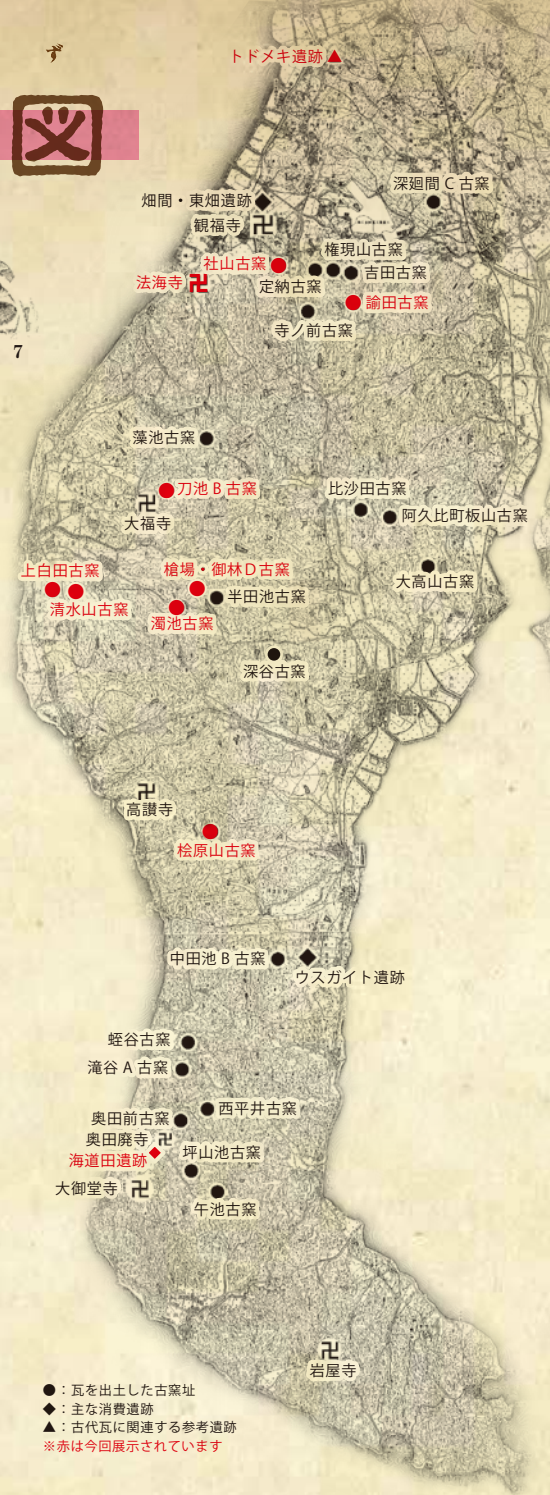 ず
図
トドメキ遺跡
深廻間 C 古窯
畑間・東畑遺跡
観福寺
権現山古窯
社山古窯
吉田古窯
法海寺
定納古窯
諭田古窯
寺ノ前古窯
7
藻池古窯
刀池 B 古窯
比沙田古窯
大福寺
阿久比町板山古窯
上白田古窯
槍場・御林D古窯
大高山古窯
半田池古窯
清水山古窯
濁池古窯
深谷古窯
高讃寺
桧原山古窯
中田池 B 古窯
ウスガイト遺跡
蛭谷古窯
滝谷 A 古窯
西平井古窯
奥田前古窯
奥田廃寺
坪山池古窯
海道田遺跡
大御堂寺
午池古窯
岩屋寺
●：瓦を出土した古窯址
◆：主な消費遺跡
▲：古代瓦に関連する参考遺跡
※赤は今回展示されています